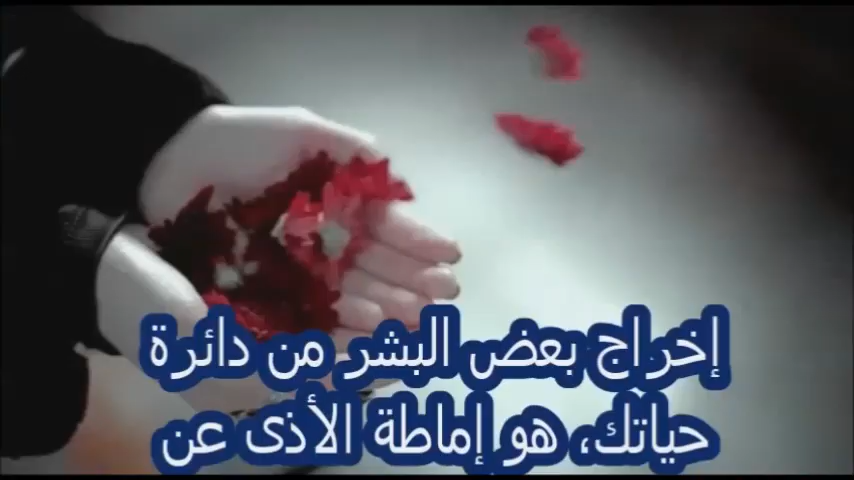 إخراج بعض البشر من دائرة
حياتك، هو إماطة الأذى عن